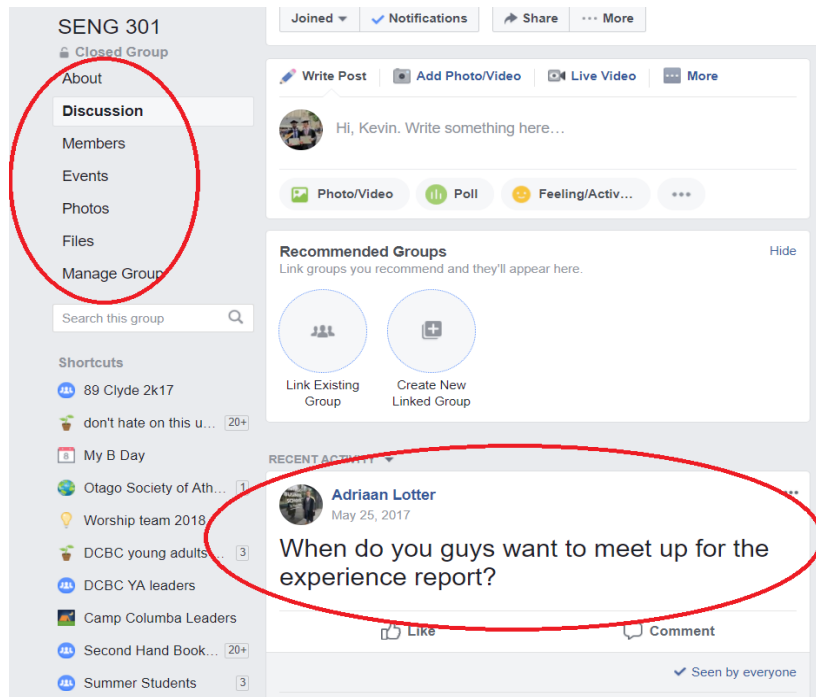 SENG 301
Closed Group
About
Discussion
Members
Events
Photos
Files
Manage Group
Search this group
Shortcuts
89 Clyde 2k17
don't hate on this u... 20+
8 My B Day
Otago Society of Ath... 1
Worship team 2018
DCBC young adults ... 3
DCBC YA leaders
Camp Columba Leaders
Second Hand Book... 20+
Summer Students 3
Joined Notifications Share More
Write Post Add Photo/Video Live Video More
Hi, Kevin. Write something here...
Photo/Video Poll Feeling/Activ...
Recommended Groups Hide
Link groups you recommend and they'll appear here.
Link Existing
Group
Create New
Linked Group
RECENT ACTIVITY
Adriaan Lotter
May 25, 2017
When do you guys want to meet up for the
experience report?
Like Comment
Seen by everyone